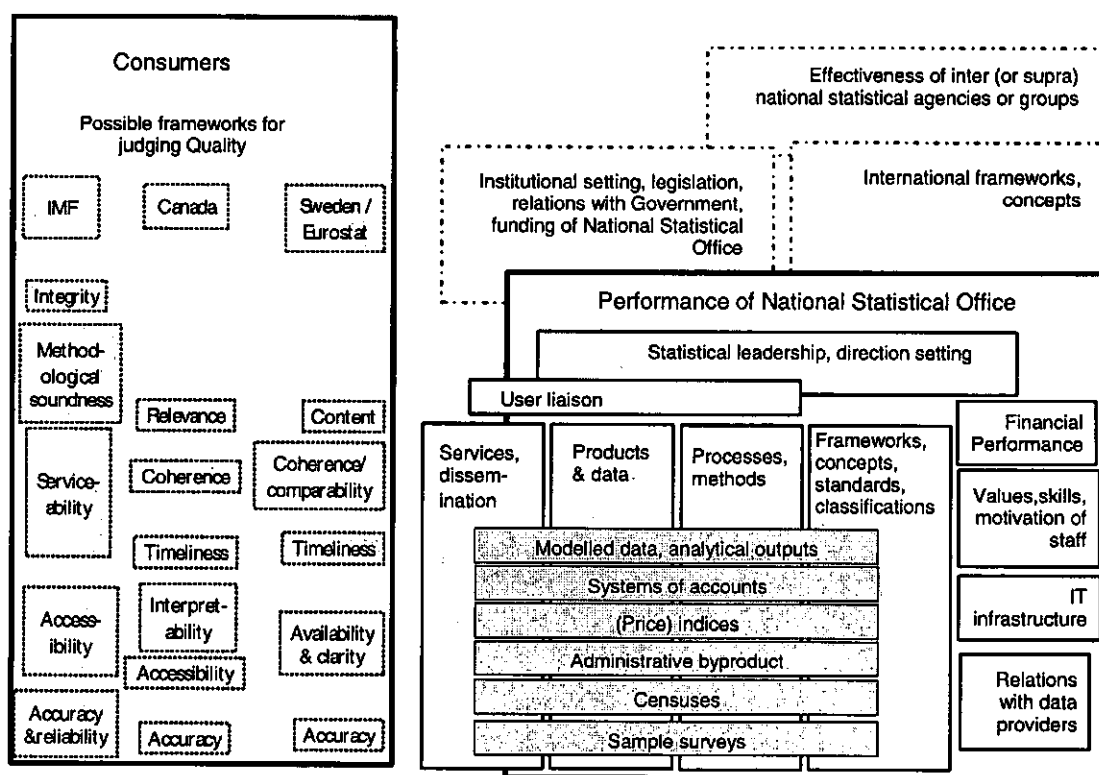 Consumers
Possible frameworks for
judging Quality
IMF
Canada
Sweden /
Eurostat
Integrity
Method-
ological
soundness
Relevance
Content
Service-
ability
Coherence
Coherence/
comparability
Timeliness
Timeliness
Access-
ibility
Interpret-
ability
Availability
& clarity
Accessibility
Accuracy
&reliability
Accuracy
Accuracy
Effectiveness of inter (or supra)
national statistical agencies or groups
Institutional setting, legislation,
relations with Government,
funding of National Statistical
Office
International frameworks,
concepts
Performance of National Statistical Office
Statistical leadership, direction setting
User liaison
Services,
dissem-
ination
Products
& data
Processes,
methods
Frameworks,
concepts,
standards,
classifications
Financial
Performance
Values,skills,
motivation of
staff
IT
infrastructure
Relations
with data
providers
Modelled data, analytical outputs
Systems of accounts
(Price) indices
Administrative byproduct
Censuses
Sample surveys